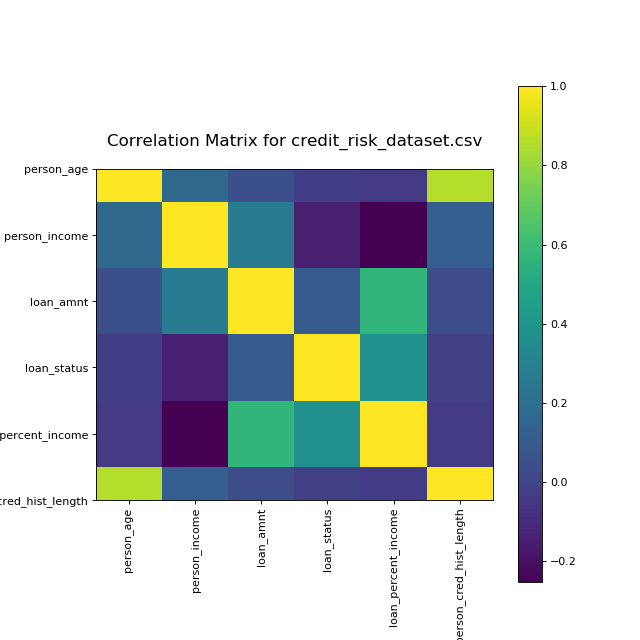 Correlation Matrix for credit_risk_dataset.csv
person_age
person_income
loan_amnt
loan_status
percent_income
cred_hist_length
person_age
person_income
loan_amnt
loan_status
loan_percent_income
person_cred_hist_length
1.0
0.8
0.6
0.4
0.2
0.0
−0.2